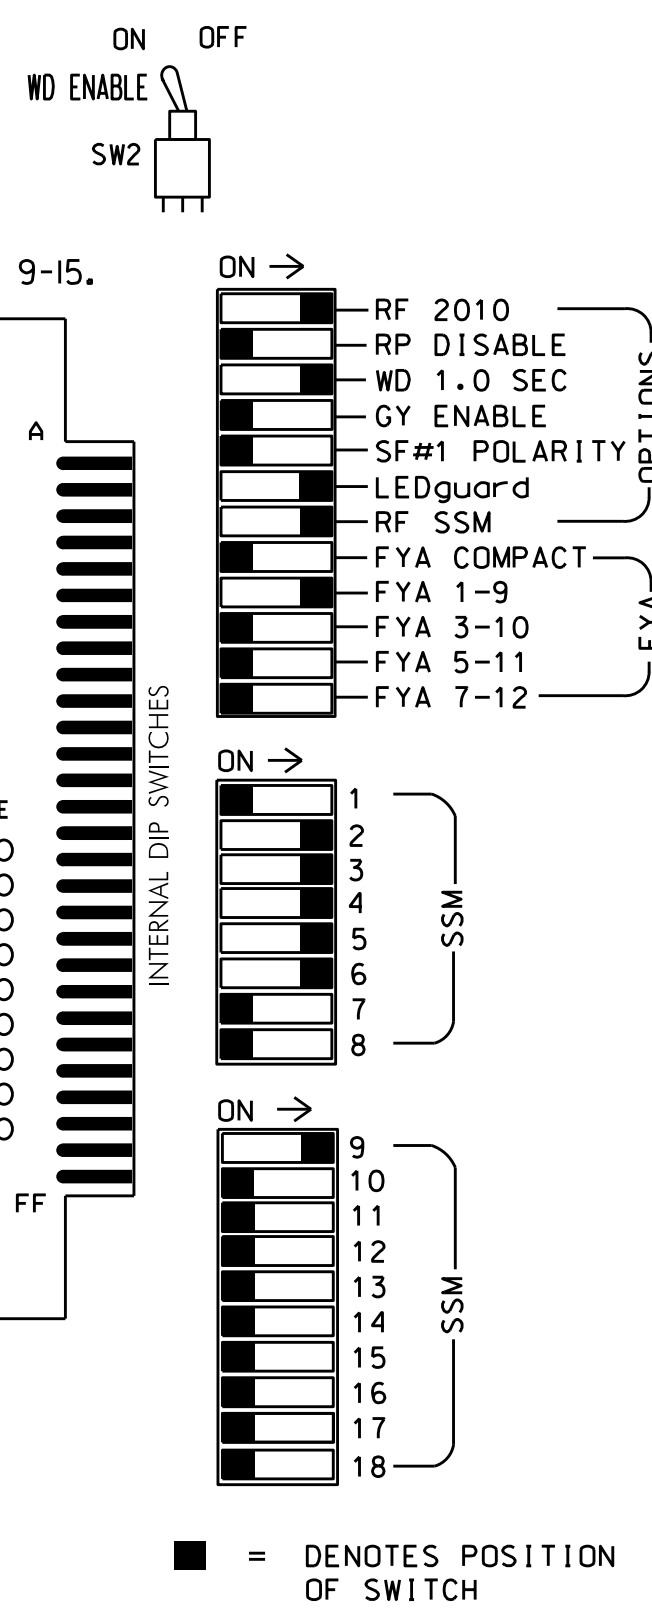 ON OFF
WD ENABLE
SW2
9-15.
ON →
RF 2010
RP DISABLE
WD 1.0 SEC
GY ENABLE
SF#1 POLARITY
LEDguard
RF SSM
OPTIONS
FYA COMPACT
FYA 1-9
FYA 3-10
FYA 5-11
FYA 7-12
FYA
A
INTERNAL DIP SWITCHES
E
FF
ON →
1
2
3
4
5
6
7
8
SSM
ON →
9
10
11
12
13
14
15
16
17
18
SSM
= DENOTES POSITION
OF SWITCH